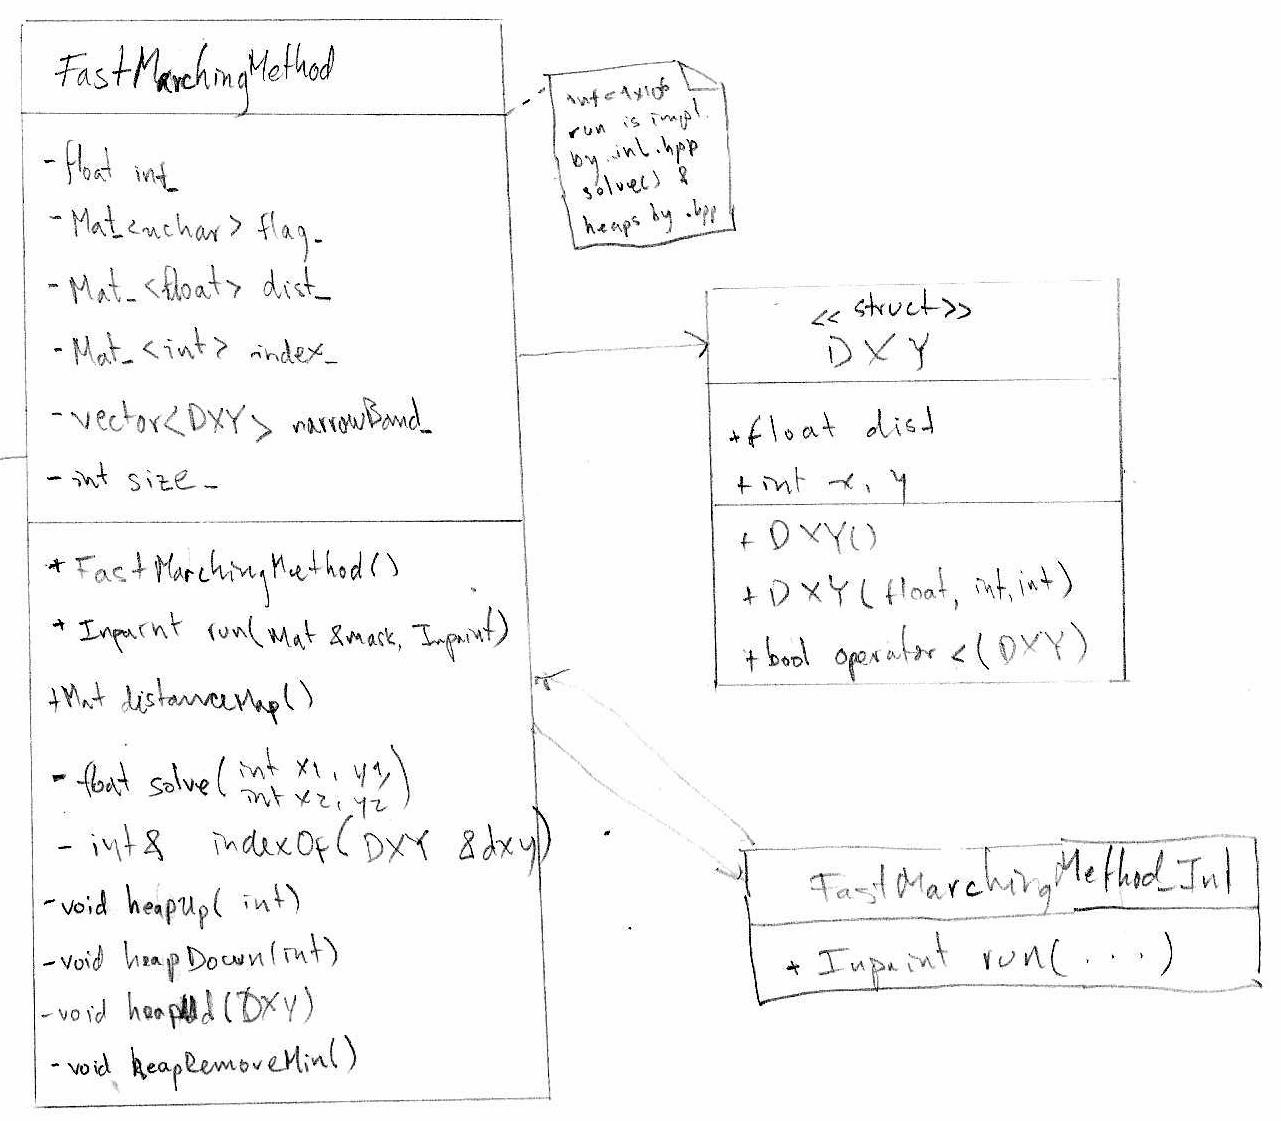 FastMarchingMethod
- float inf_
- Mat_<uchar> flag_
- Mat_<float> dist_
- Mat_<int> index_
- vector<DXY> narrowBand_
- int size_
+ FastMarchingMethod()
+ Inpaint run(Mat &mask, Inpaint)
+Mat distanceMap()
- float solve(int x1, y1,
int x2, y2)
- int& indexOf(DXY &dxy)
-void heapUp( int)
-void heapDown(int)
-void heapAdd(DXY)
-void heapRemoveMin()
run is impl.
by inl.hpp
solve() &
heaps by .hpp
<< struct >>
DXY
+float dist
+ int x, y
+ DXY()
+ DXY(float, int, int)
+ bool operator <(DXY)
FastMarchingMethod_Inl
+ Inpaint run(...)